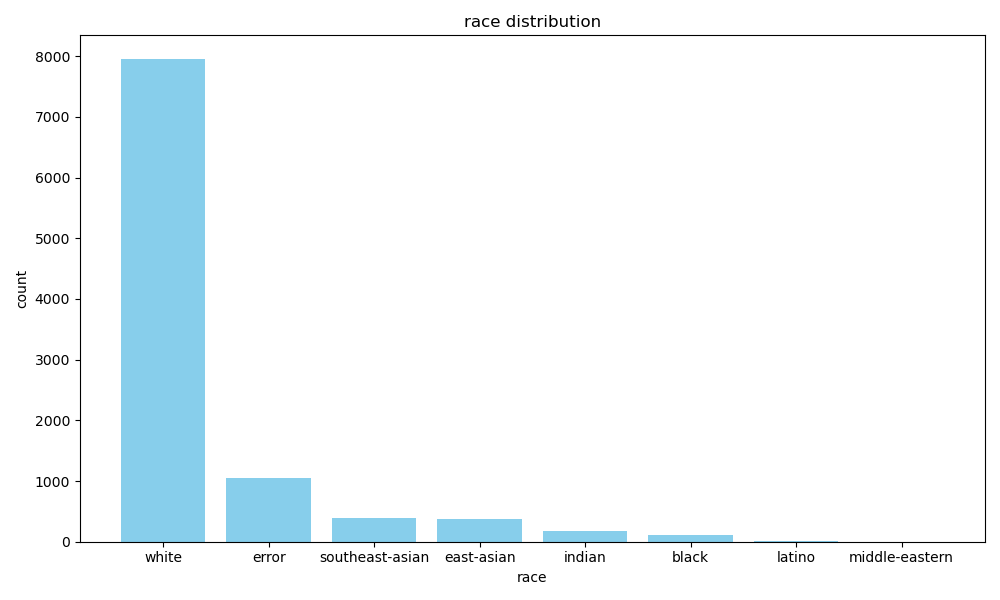 race distribution
8000
7000
6000
5000
4000
3000
2000
1000
0
count
white error southeast-asian east-asian indian black latino middle-eastern
race